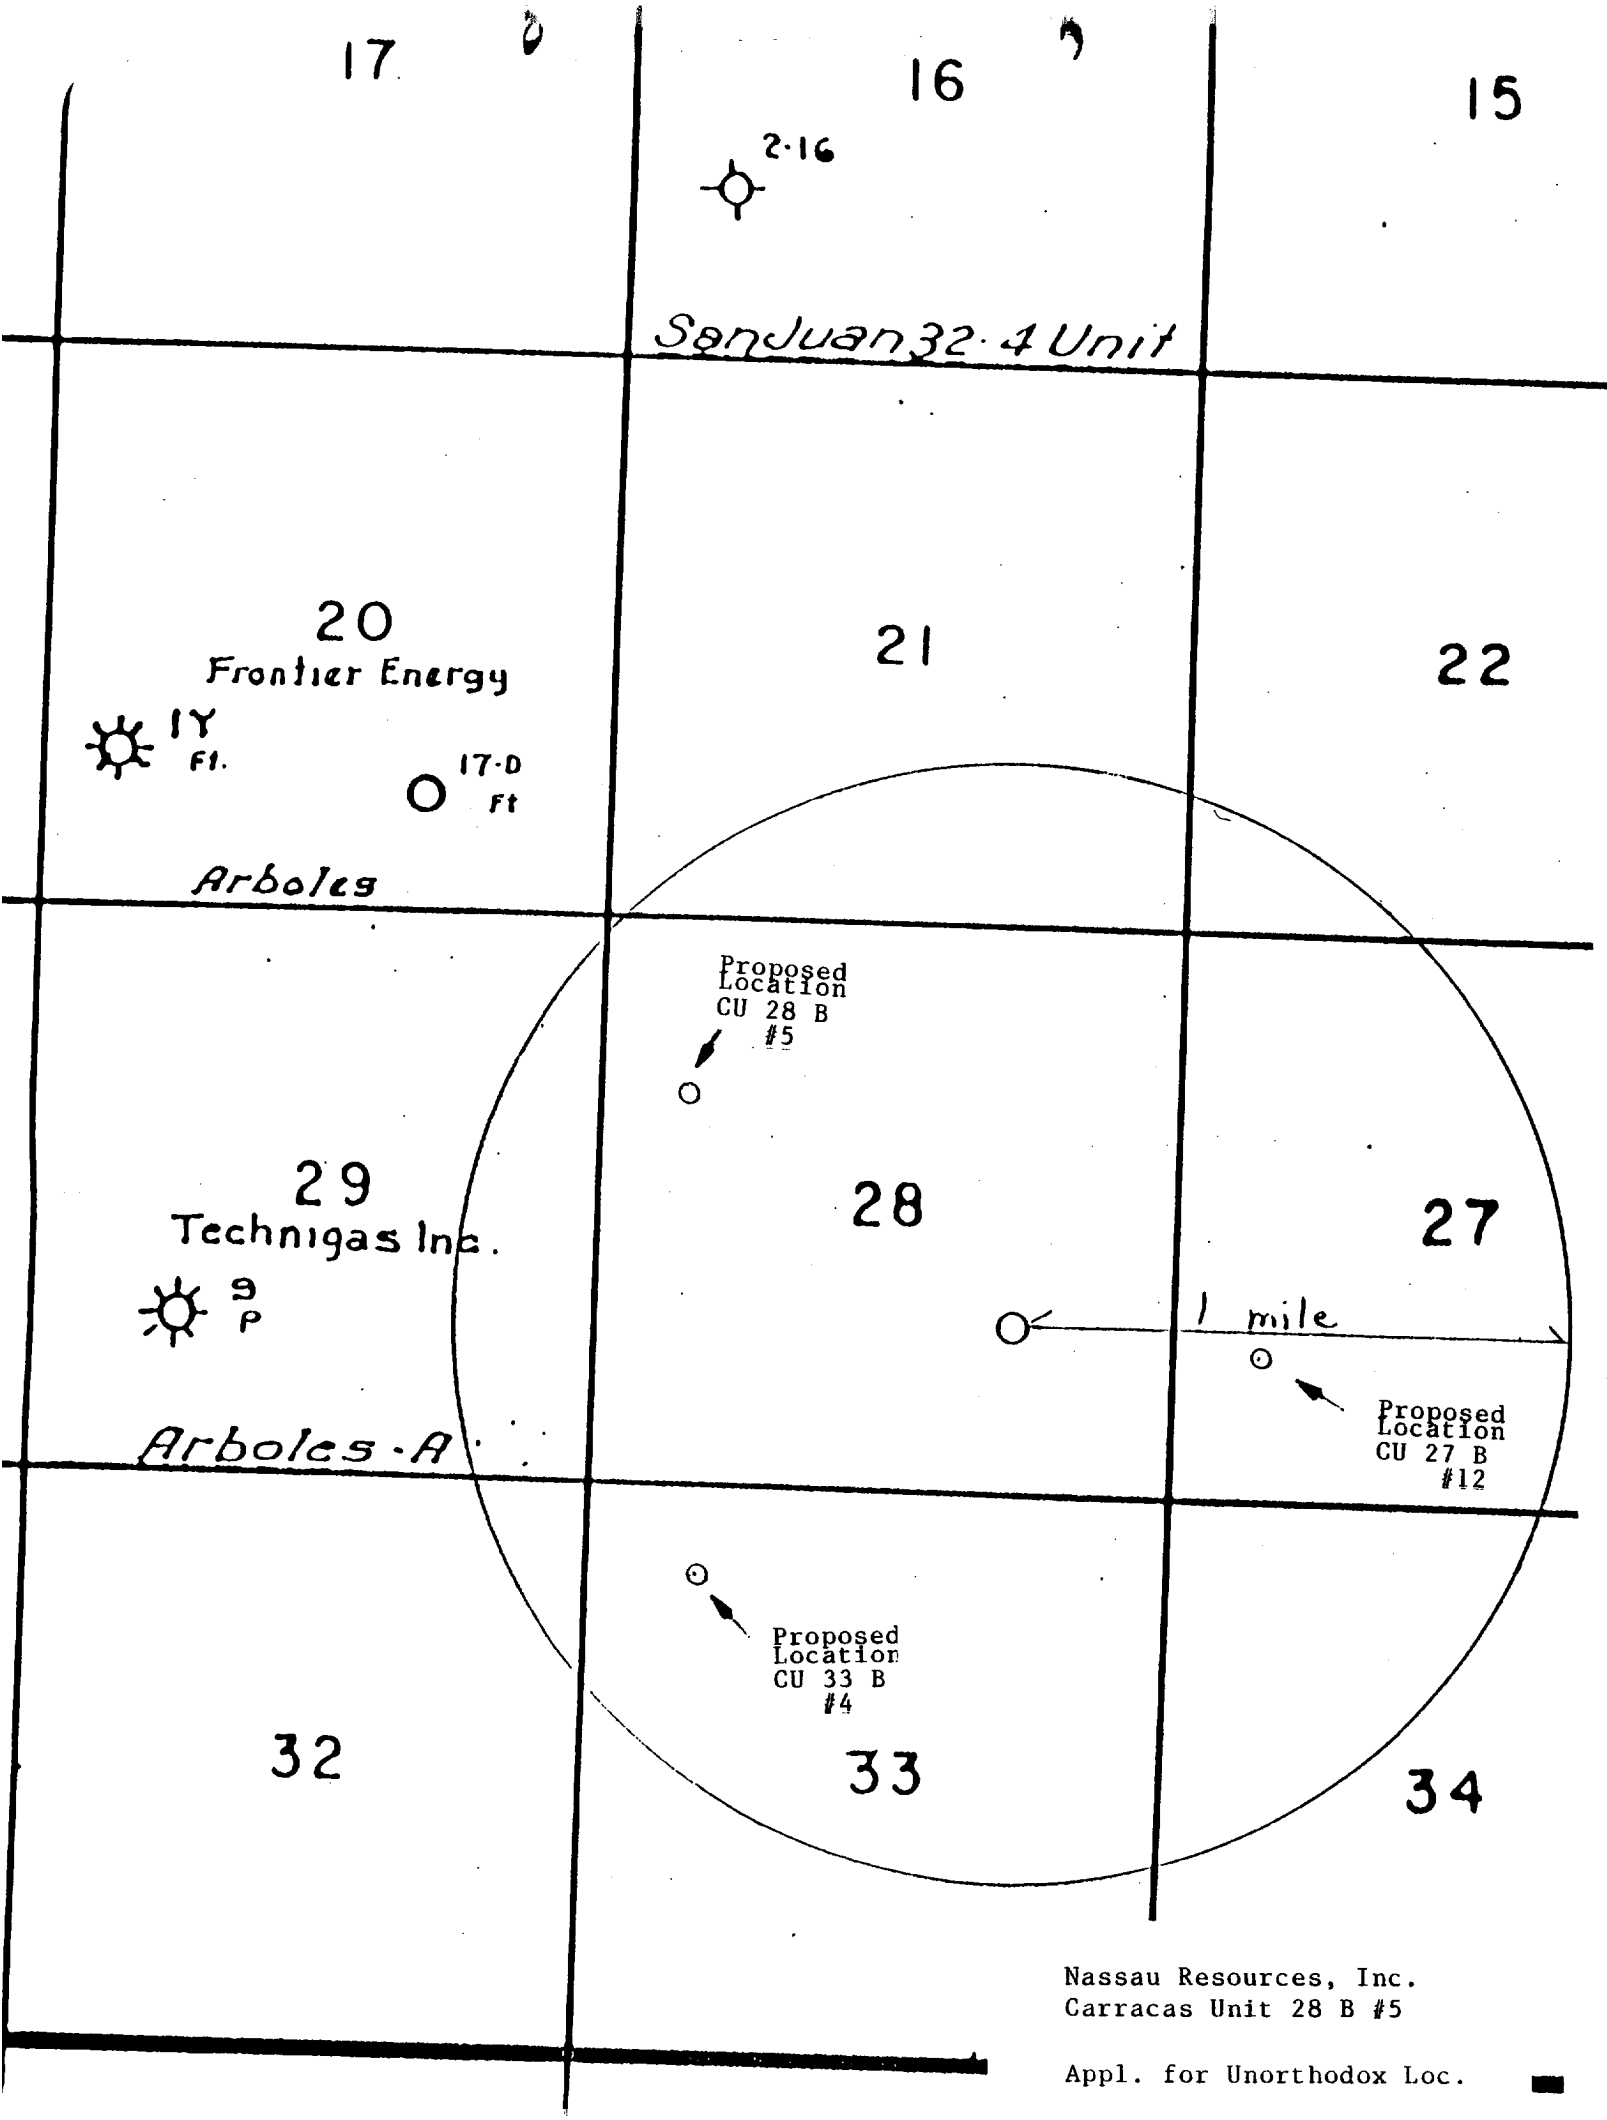 17
16
15
2-16
San Juan 32-4 Unit
20
Frontier Energy
1Y
Ft.
17-D
Ft
Arboles
21
22
Proposed
Location
CU 28 B
#5
29
Technigas Inc.
9
P
Arboles-A
28
27
1 mile
Proposed
Location
CU 27 B
#12
Proposed
Location
CU 33 B
#4
32
33
34
Nassau Resources, Inc.
Carracas Unit 28 B #5
Appl. for Unorthodox Loc.